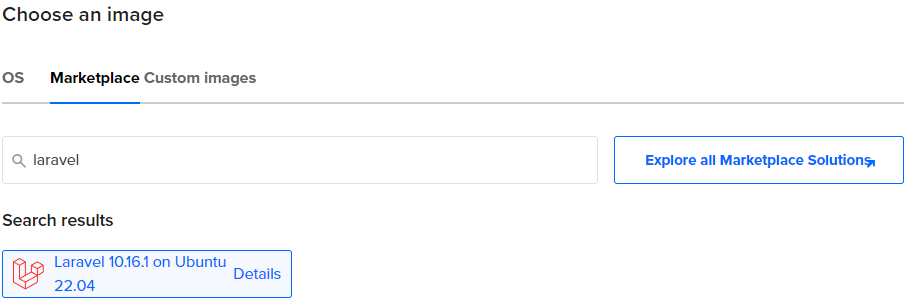 Choose an image
OS Marketplace Custom images
laravel Explore all Marketplace Solutions
Search results
Laravel 10.16.1 on Ubuntu
22.04 Details